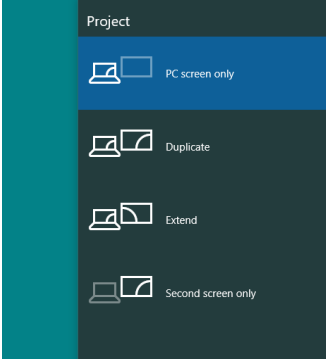 Project
PC screen only
Duplicate
Extend
Second screen only